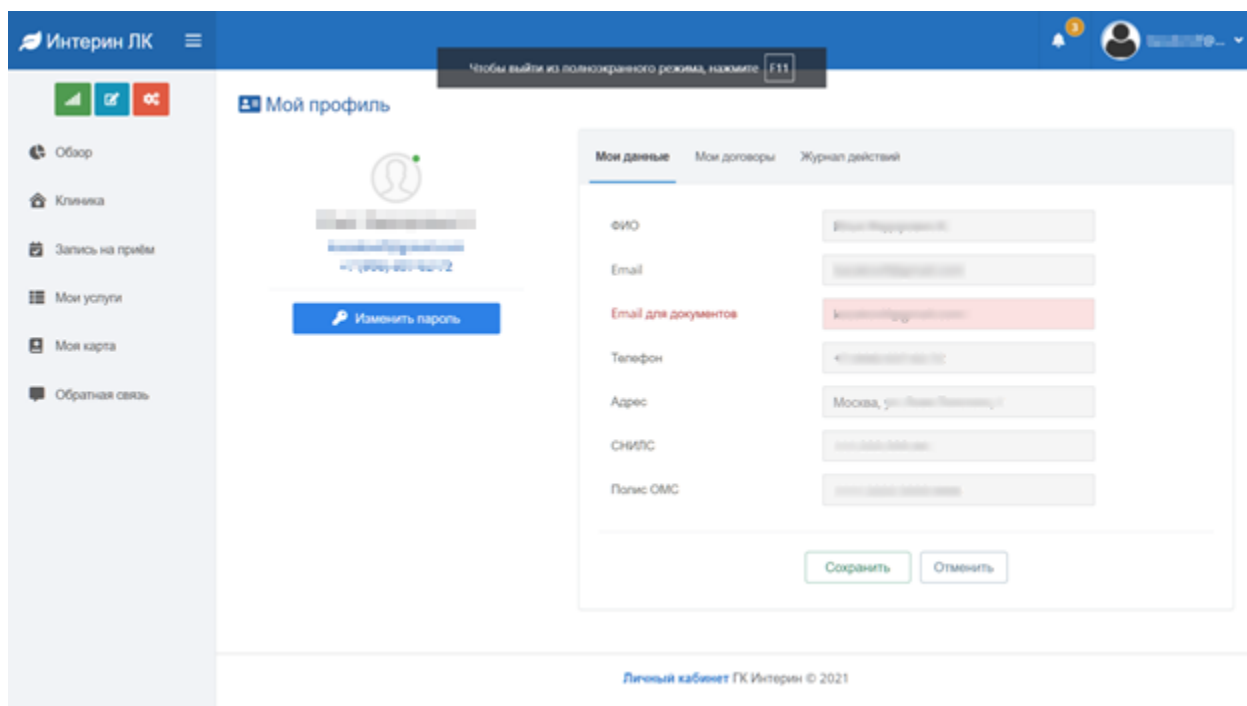 Интерин ЛК
3
Чтобы выйти из полноэкранного режима, нажмите F11
Мой профиль
Обзор
Клиника
Запись на приём
Мои услуги
Моя карта
Обратная связь
Изменить пароль
Мои данные Мои договоры Журнал действий
ФИО
Email
Email для документов
Телефон
Адрес Москва,
СНИЛС
Полис ОМС
Сохранить Отменить
Личный кабинет ГК Интерин © 2021